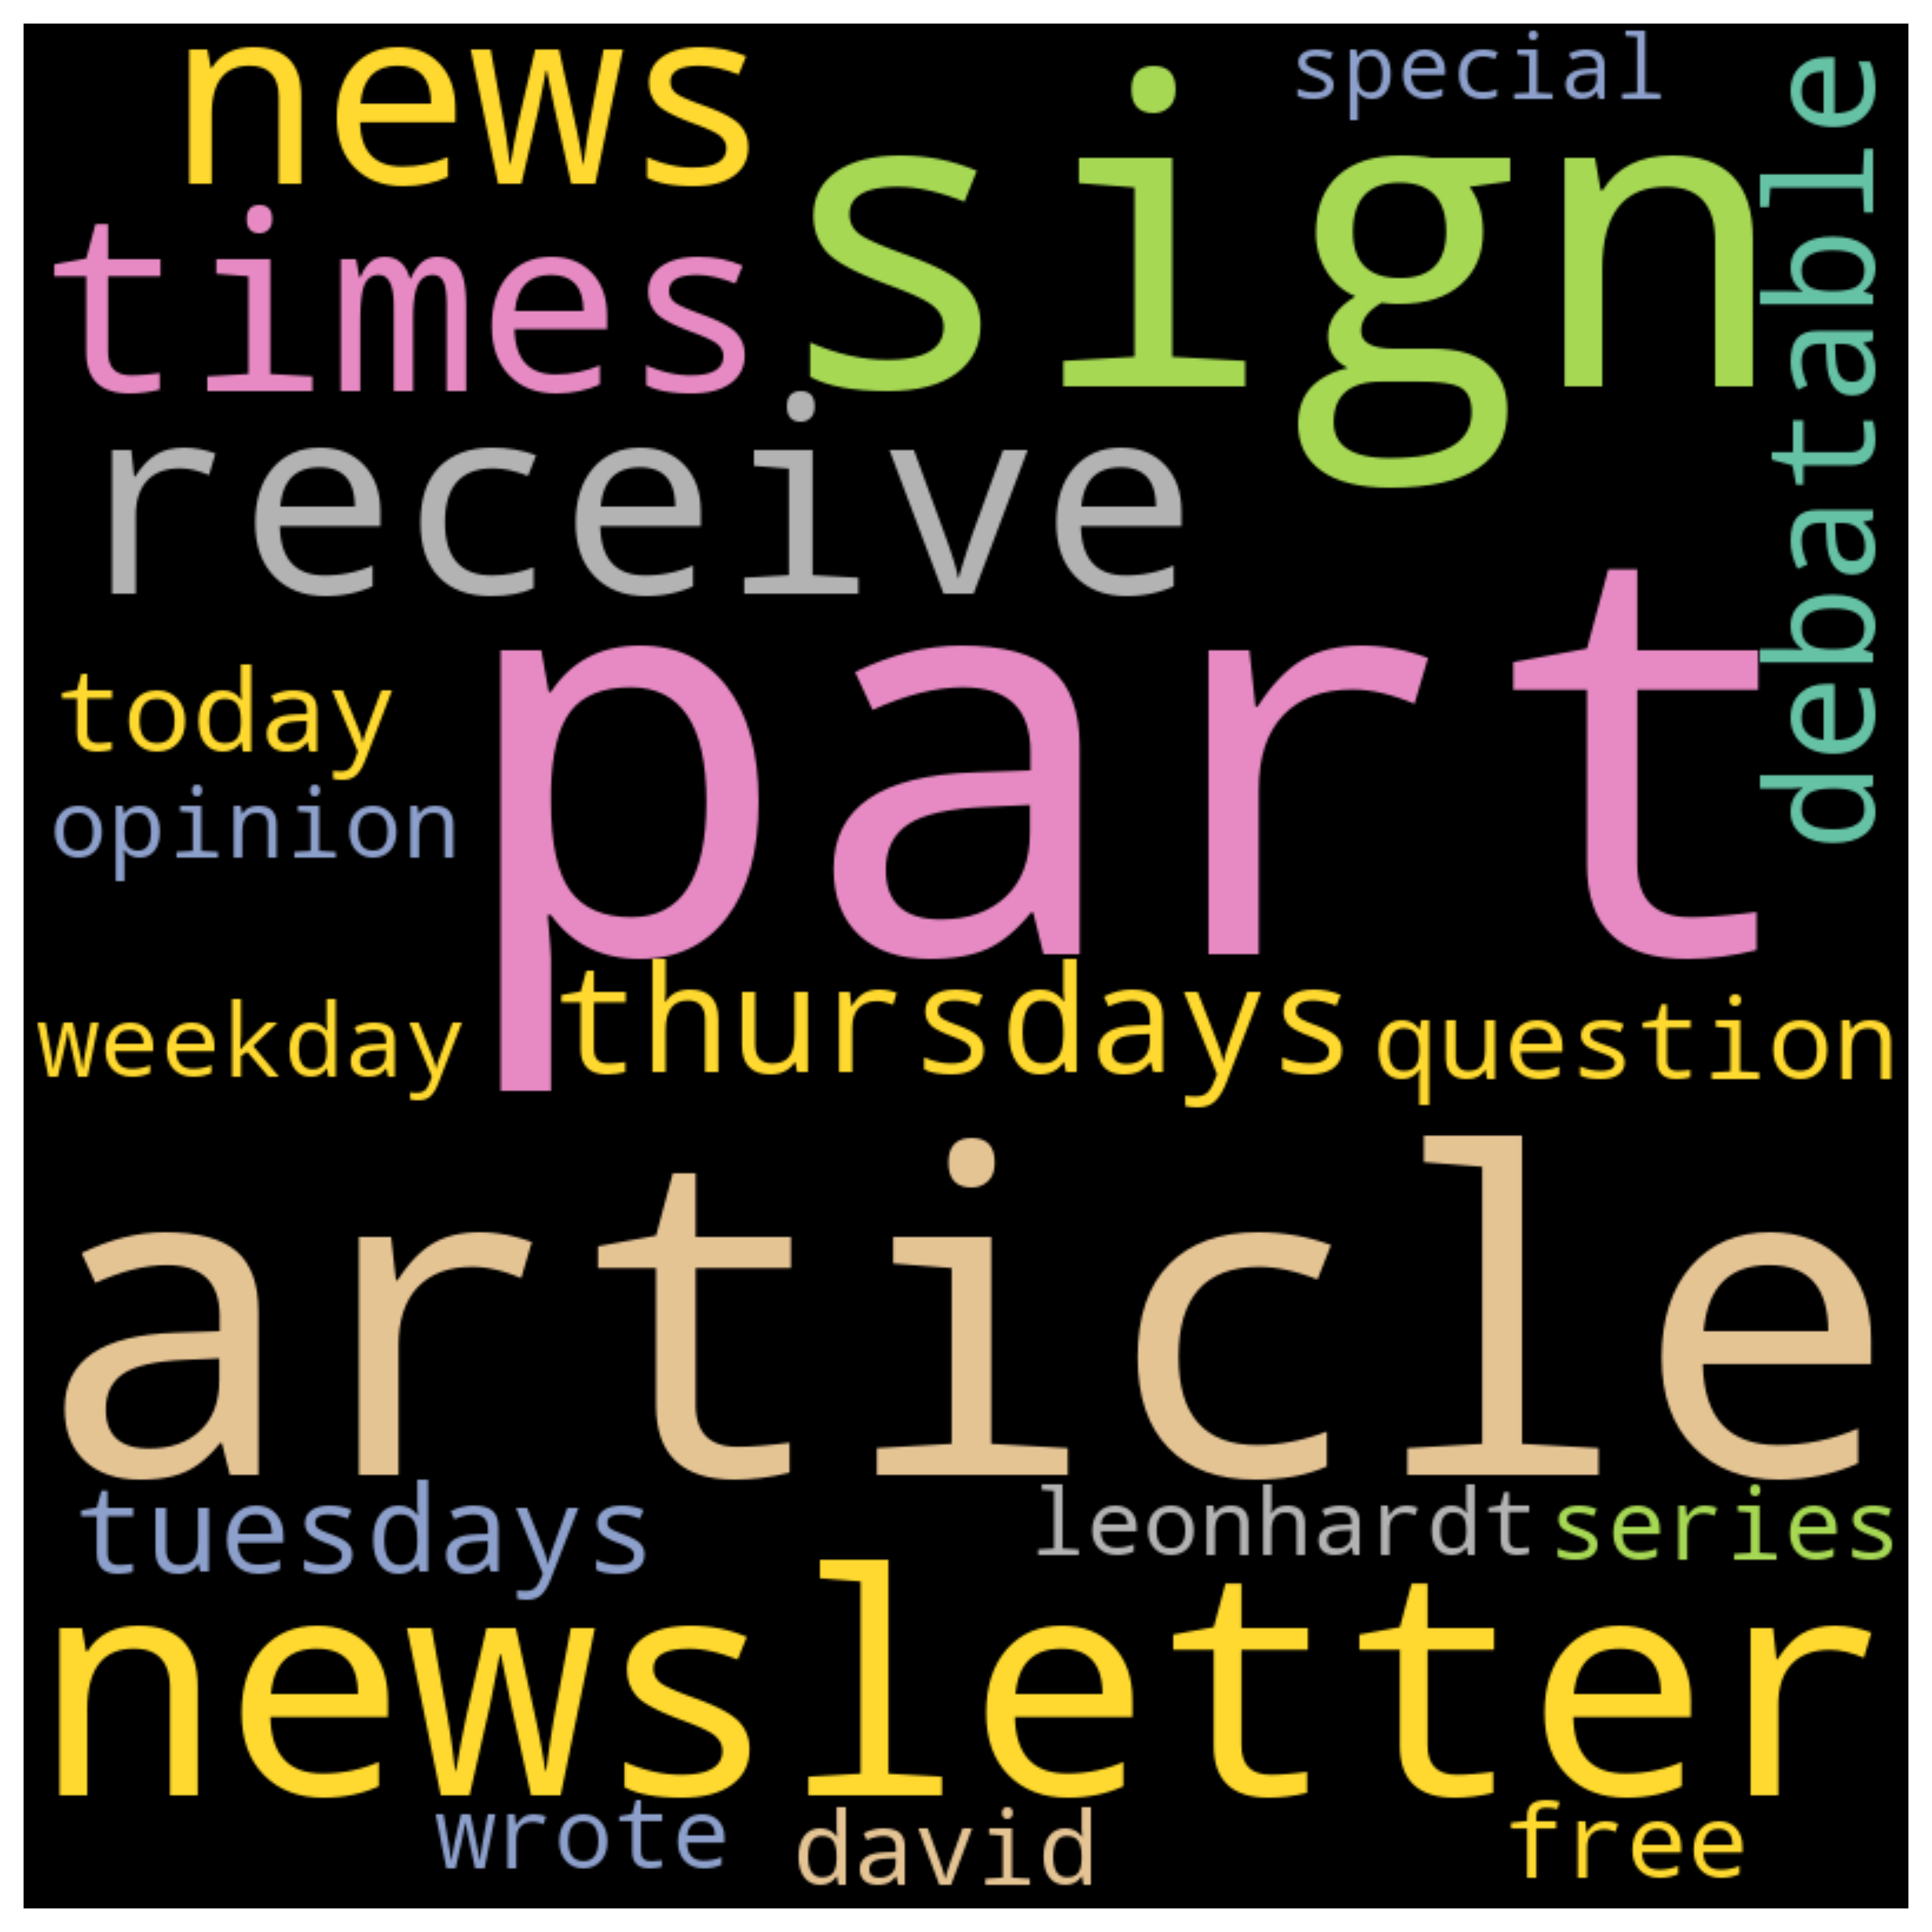 news
special
sign
debatable
times
receive
part
today
opinion
weekday
thursdays
question
article
tuesdays
leonhardt
series
newsletter
wrote
david
free